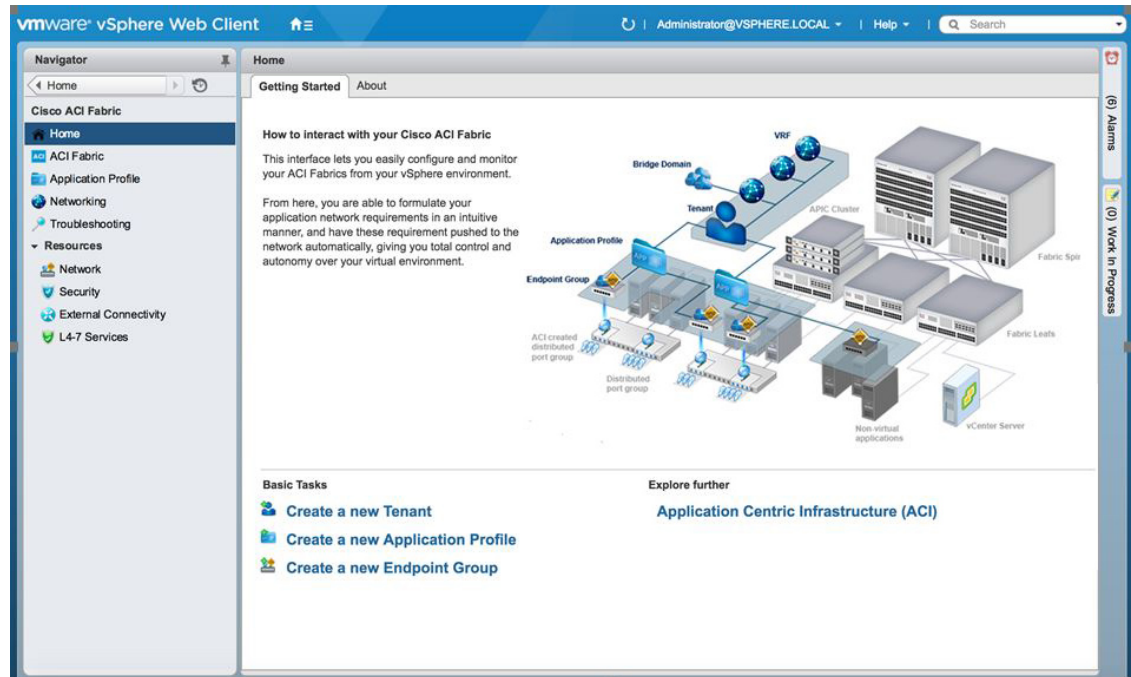 vmware® vSphere Web Client
Administrator@VSPHERE.LOCAL
Help
Search
Navigator
Home
Cisco ACI Fabric
Home
ACI Fabric
Application Profile
Networking
Troubleshooting
Resources
Network
Security
External Connectivity
L4-7 Services
Home
Getting Started
About
How to interact with your Cisco ACI Fabric
This interface lets you easily configure and monitor
your ACI Fabrics from your vSphere environment.
From here, you are able to formulate your
application network requirements in an intuitive
manner, and have these requirement pushed to the
network automatically, giving you total control and
autonomy over your virtual environment.
VRF
Bridge Domain
Tenant
APIC Cluster
Application Profile
Fabric Spin
Endpoint Group
APP
APP
Fabric Leafs
ACI created
distributed
port group
Distributed
port group
Non-virtual
applications
vCenter Server
Basic Tasks
Create a new Tenant
Create a new Application Profile
Create a new Endpoint Group
Explore further
Application Centric Infrastructure (ACI)
(6) Alarms
(0) Work In Progress